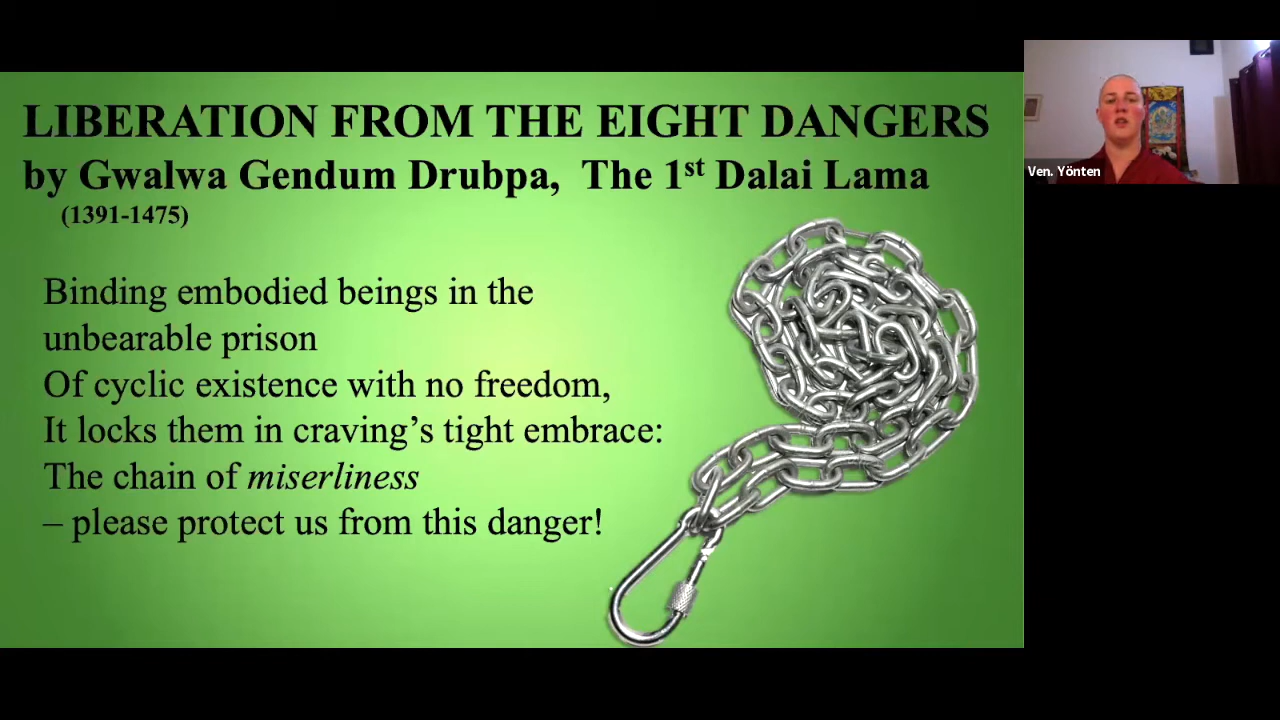 LIBERATION FROM THE EIGHT DANGERS
by Gwalwa Gendum Drubpa, The 1st Dalai Lama
(1391-1475)
Binding embodied beings in the
unbearable prison
Of cyclic existence with no freedom,
It locks them in craving’s tight embrace:
The chain of miserliness
– please protect us from this danger!
Ven. Yönten